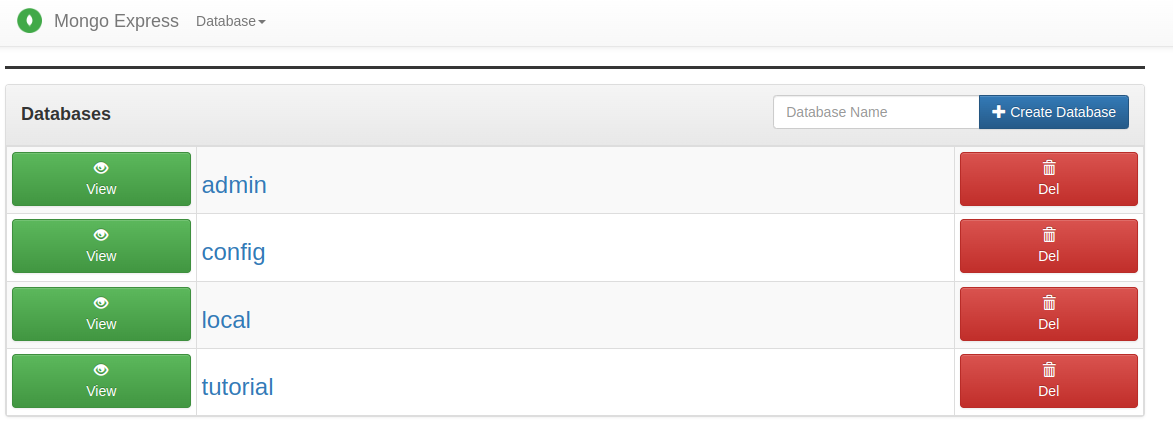 Mongo Express Database
Databases
Database Name
Create Database
View
admin
Del
View
config
Del
View
local
Del
View
tutorial
Del